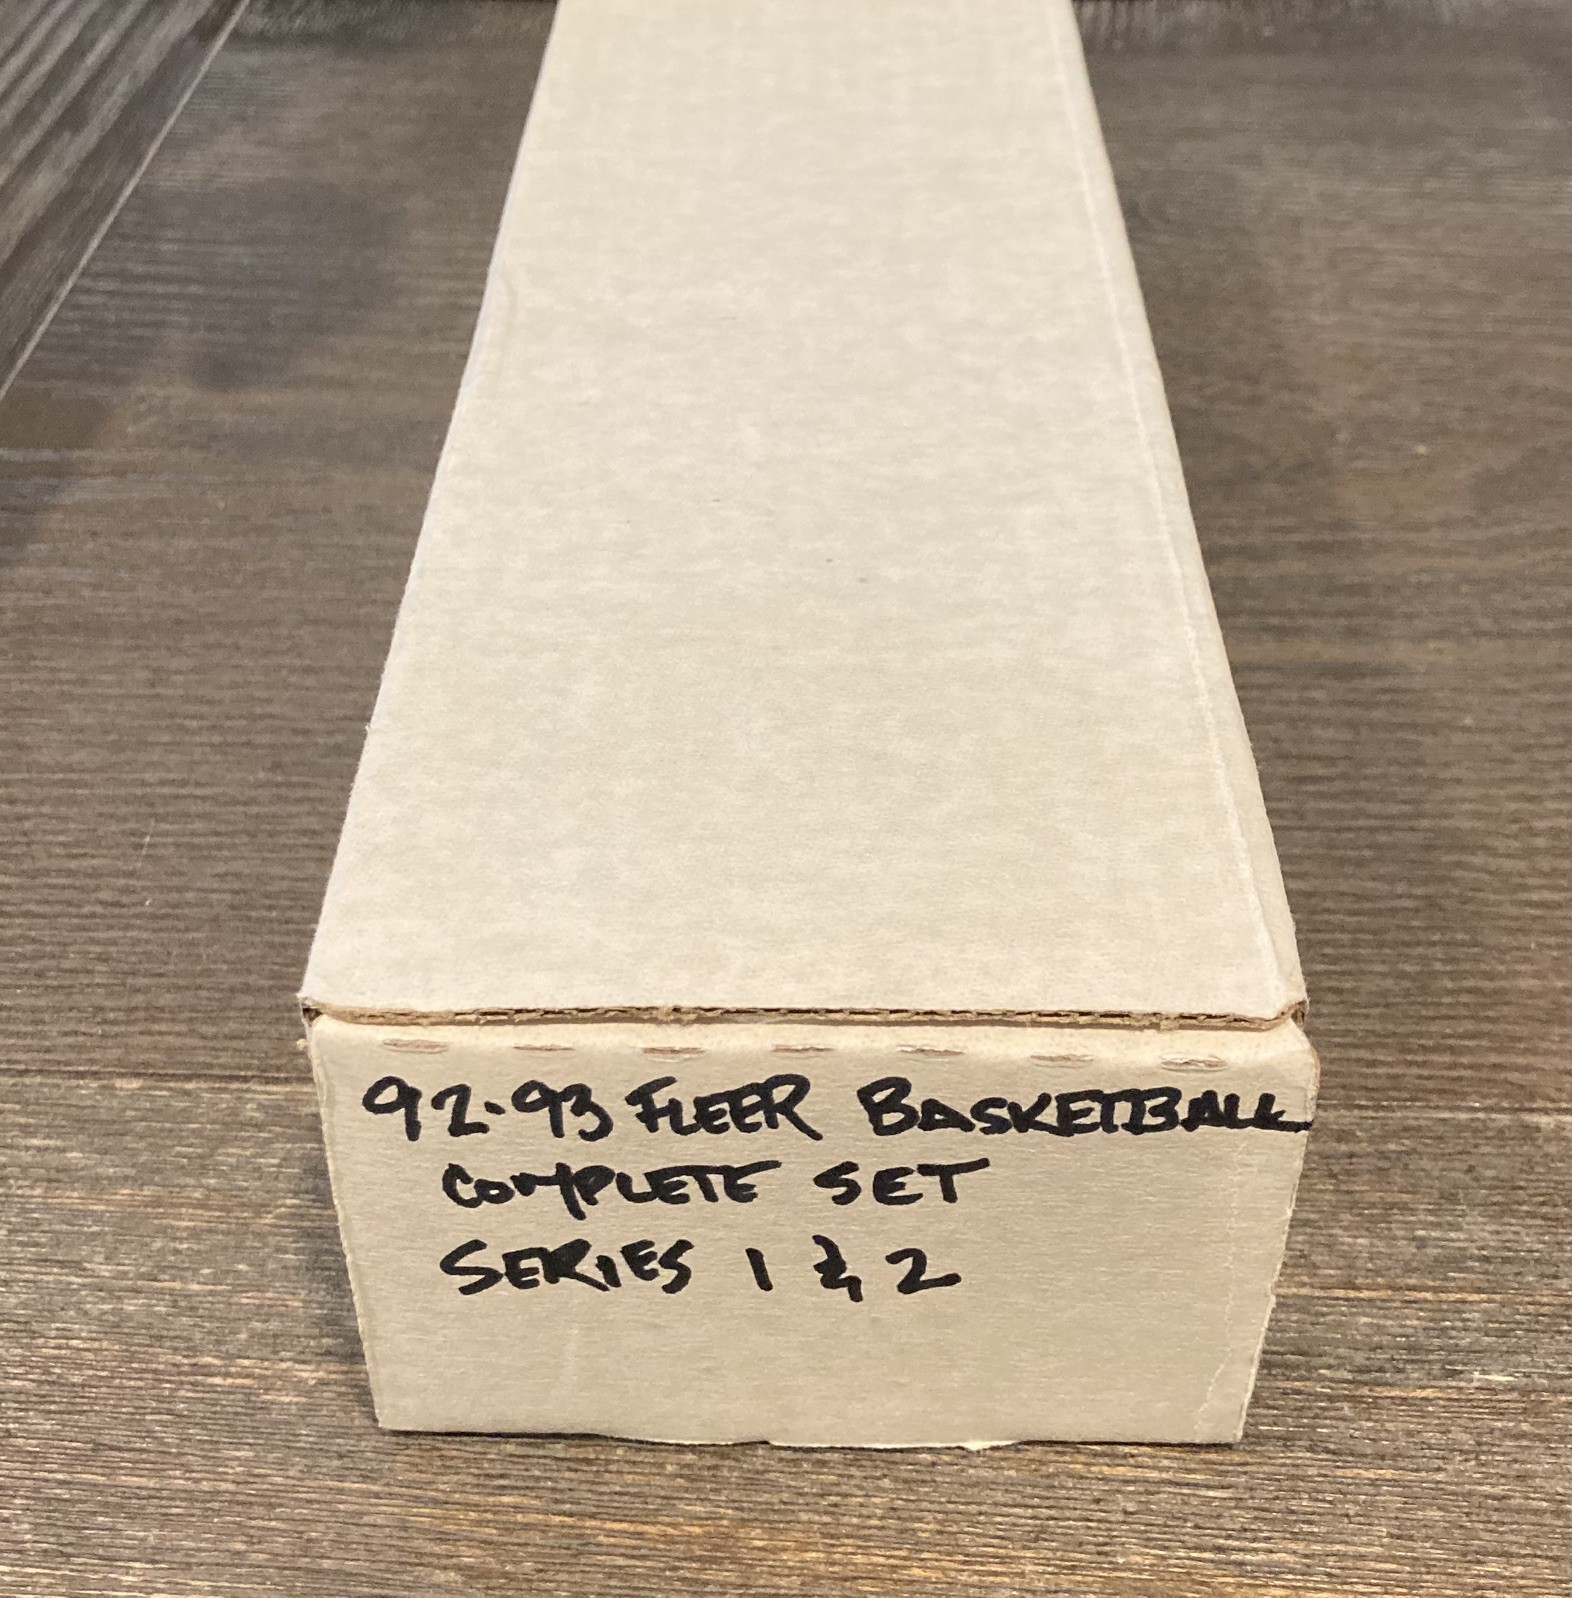 92-93 FLEER BASKETBALL
COMPLETE SET
SERIES 1 & 2